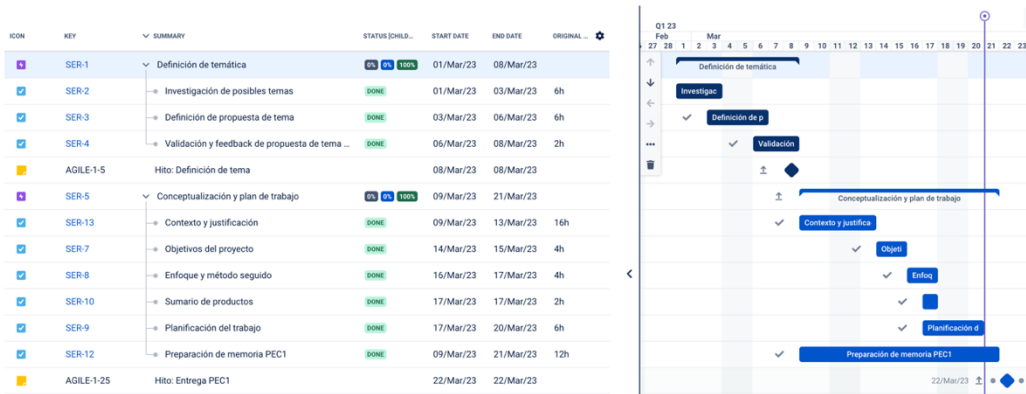 Q1 23
Feb Mar
ICON KEY SUMMARY STATUS (CHILD... START DATE END DATE ORIGINAL ...
27 28 1 2 3 4 5 6 7 8 9 10 11 12 13 14 15 16 17 18 19 20 21 22 23
SER-1 Definición de temática 0% 0% 100% 01/Mar/23 08/Mar/23 Definición de temática
SER-2 Investigación de posibles temas DONE 01/Mar/23 03/Mar/23 6h Investigac
SER-3 Definición de propuesta de tema DONE 03/Mar/23 06/Mar/23 6h Definición de p
SER-4 Validación y feedback de propuesta de tema ... DONE 06/Mar/23 08/Mar/23 2h Validación
AGILE-1-5 Hito: Definición de tema 08/Mar/23 08/Mar/23
SER-5 Conceptualización y plan de trabajo 0% 0% 100% 09/Mar/23 21/Mar/23 Conceptualización y plan de trabajo
SER-13 Contexto y justificación DONE 09/Mar/23 13/Mar/23 16h Contexto y justifica
SER-7 Objetivos del proyecto DONE 14/Mar/23 15/Mar/23 4h Objeti
SER-8 Enfoque y método seguido DONE 16/Mar/23 17/Mar/23 4h Enfoq
SER-10 Sumario de productos DONE 17/Mar/23 17/Mar/23 2h
SER-9 Planificación del trabajo DONE 17/Mar/23 20/Mar/23 6h Planificación d
SER-12 Preparación de memoria PEC1 DONE 09/Mar/23 21/Mar/23 12h Preparación de memoria PEC1
AGILE-1-25 Hito: Entrega PEC1 22/Mar/23 22/Mar/23 22/Mar/23